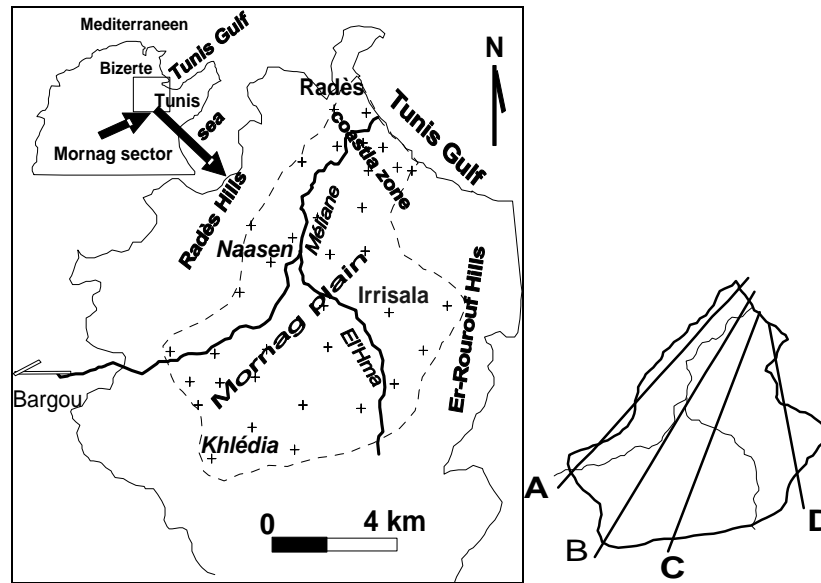 Mediterraneen
Bizerte
Tunis Gulf
Tunis
sea
Mornag sector
Radès
N
Tunis Gulf
coastla zone
Radès Hills
Naasen
Méliane
Mornag plain
Irrisala
El'Hma
Er-Rourouf Hills
Bargou
Khlédia
0 4 km
A
B
C
D